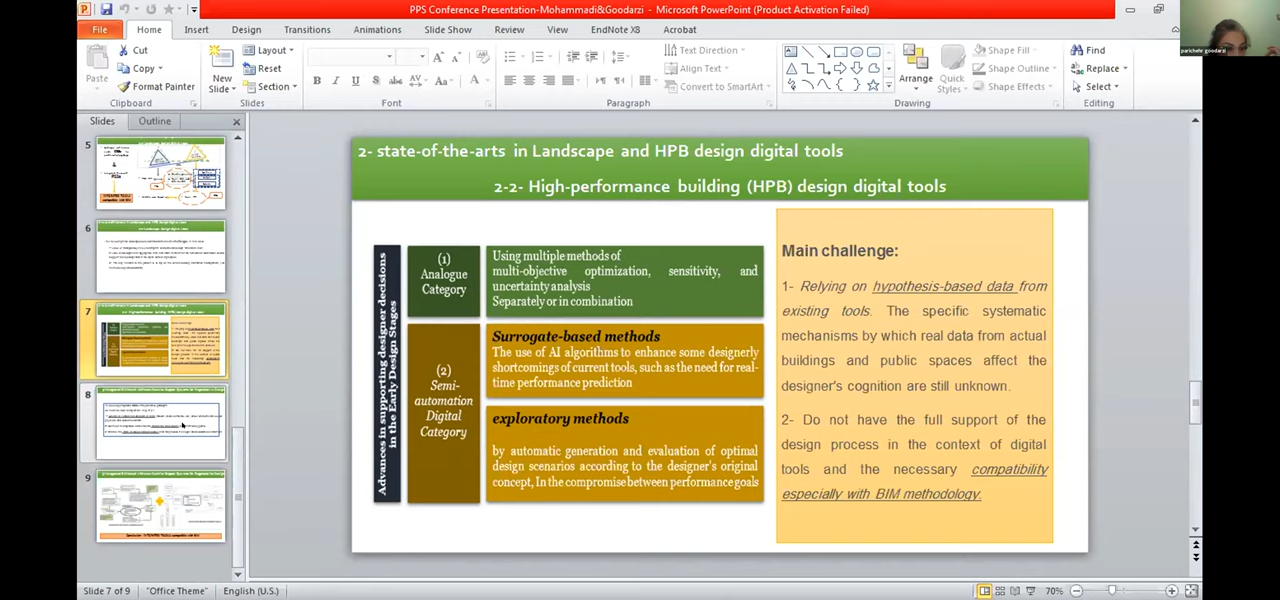 PPS Conference Presentation-Mohammadi&Goodarzi - Microsoft PowerPoint (Product Activation Failed)
File Home Insert Design Transitions Animations Slide Show Review View EndNote X8 Acrobat
parichehr goodarzi
Paste
Cut
Copy
Format Painter
Clipboard
New Slide
Layout
Reset
Section
Slides
Font
Paragraph
Text Direction
Align Text
Convert to SmartArt
Arrange
Quick Styles
Shape Fill
Shape Outline
Shape Effects
Drawing
Find
Replace
Select
Editing
Slides Outline
5
6
7
8
9
2- state-of-the-arts in Landscape and HPB design digital tools
2-2- High-performance building (HPB) design digital tools
Advances in supporting designer decisions
in the Early Design Stages
(1)
Analogue
Category
Using multiple methods of
multi-objective optimization, sensitivity, and
uncertainty analysis
Separately or in combination
(2)
Semi-
automation
Digital
Category
Surrogate-based methods
The use of AI algorithms to enhance some designerly
shortcomings of current tools, such as the need for real-
time performance prediction
exploratory methods
by automatic generation and evaluation of optimal
design scenarios according to the designer's original
concept, In the compromise between performance goals
Main challenge:
1- Relying on hypothesis-based data from
existing tools. The specific systematic
mechanisms by which real data from actual
buildings and public spaces affect the
designer's cognition are still unknown.
2- Do not have the full support of the
design process in the context of digital
tools and the necessary compatibility
especially with BIM methodology.
Slide 7 of 9 "Office Theme" English (U.S.) 70%